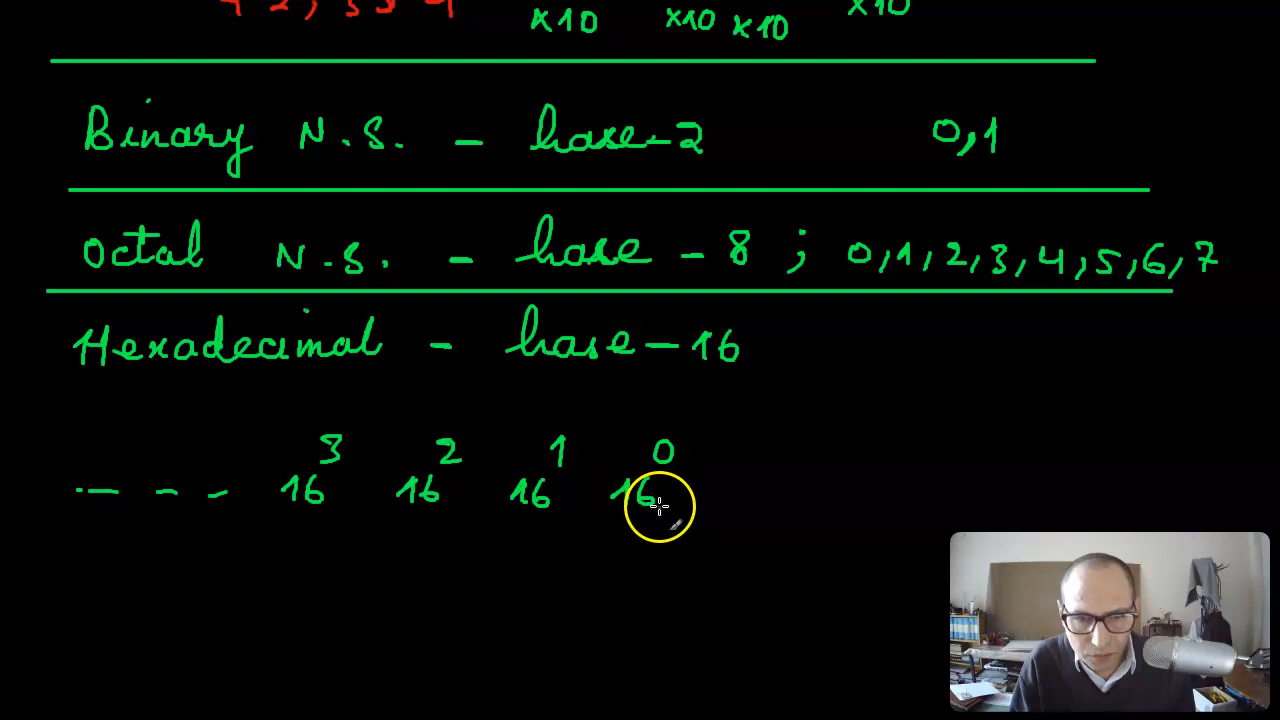 x10 x10 x10 x10
Binary N.S. - base-2 0,1
Octal N.S. - base - 8 ; 0,1,2,3,4,5,6,7
Hexadecimal - base-16
3 2 1 0
-- - - 16 16 16 16